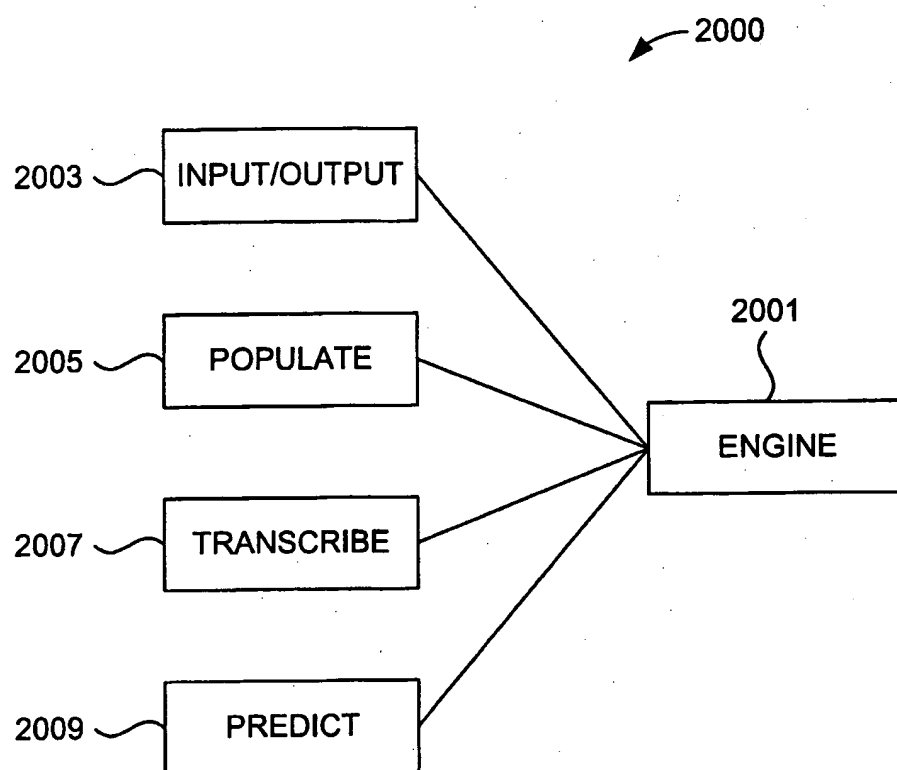 2000
2003 INPUT/OUTPUT
2005 POPULATE
2001
ENGINE
2007 TRANSCRIBE
2009 PREDICT